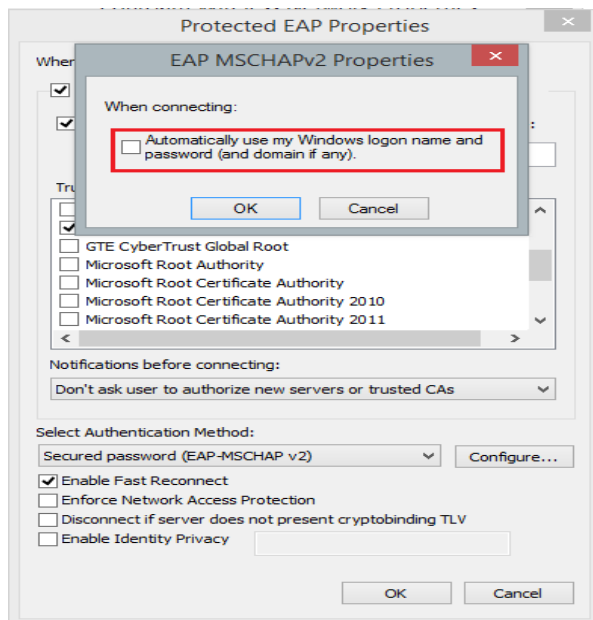 Protected EAP Properties
EAP MSCHAPv2 Properties
When connecting:
Automatically use my Windows logon name and
password (and domain if any).
OK
Cancel
GTE CyberTrust Global Root
Microsoft Root Authority
Microsoft Root Certificate Authority
Microsoft Root Certificate Authority 2010
Microsoft Root Certificate Authority 2011
Notifications before connecting:
Don't ask user to authorize new servers or trusted CAs
Select Authentication Method:
Secured password (EAP-MSCHAP v2)
Configure...
Enable Fast Reconnect
Enforce Network Access Protection
Disconnect if server does not present cryptobinding TLV
Enable Identity Privacy
OK
Cancel